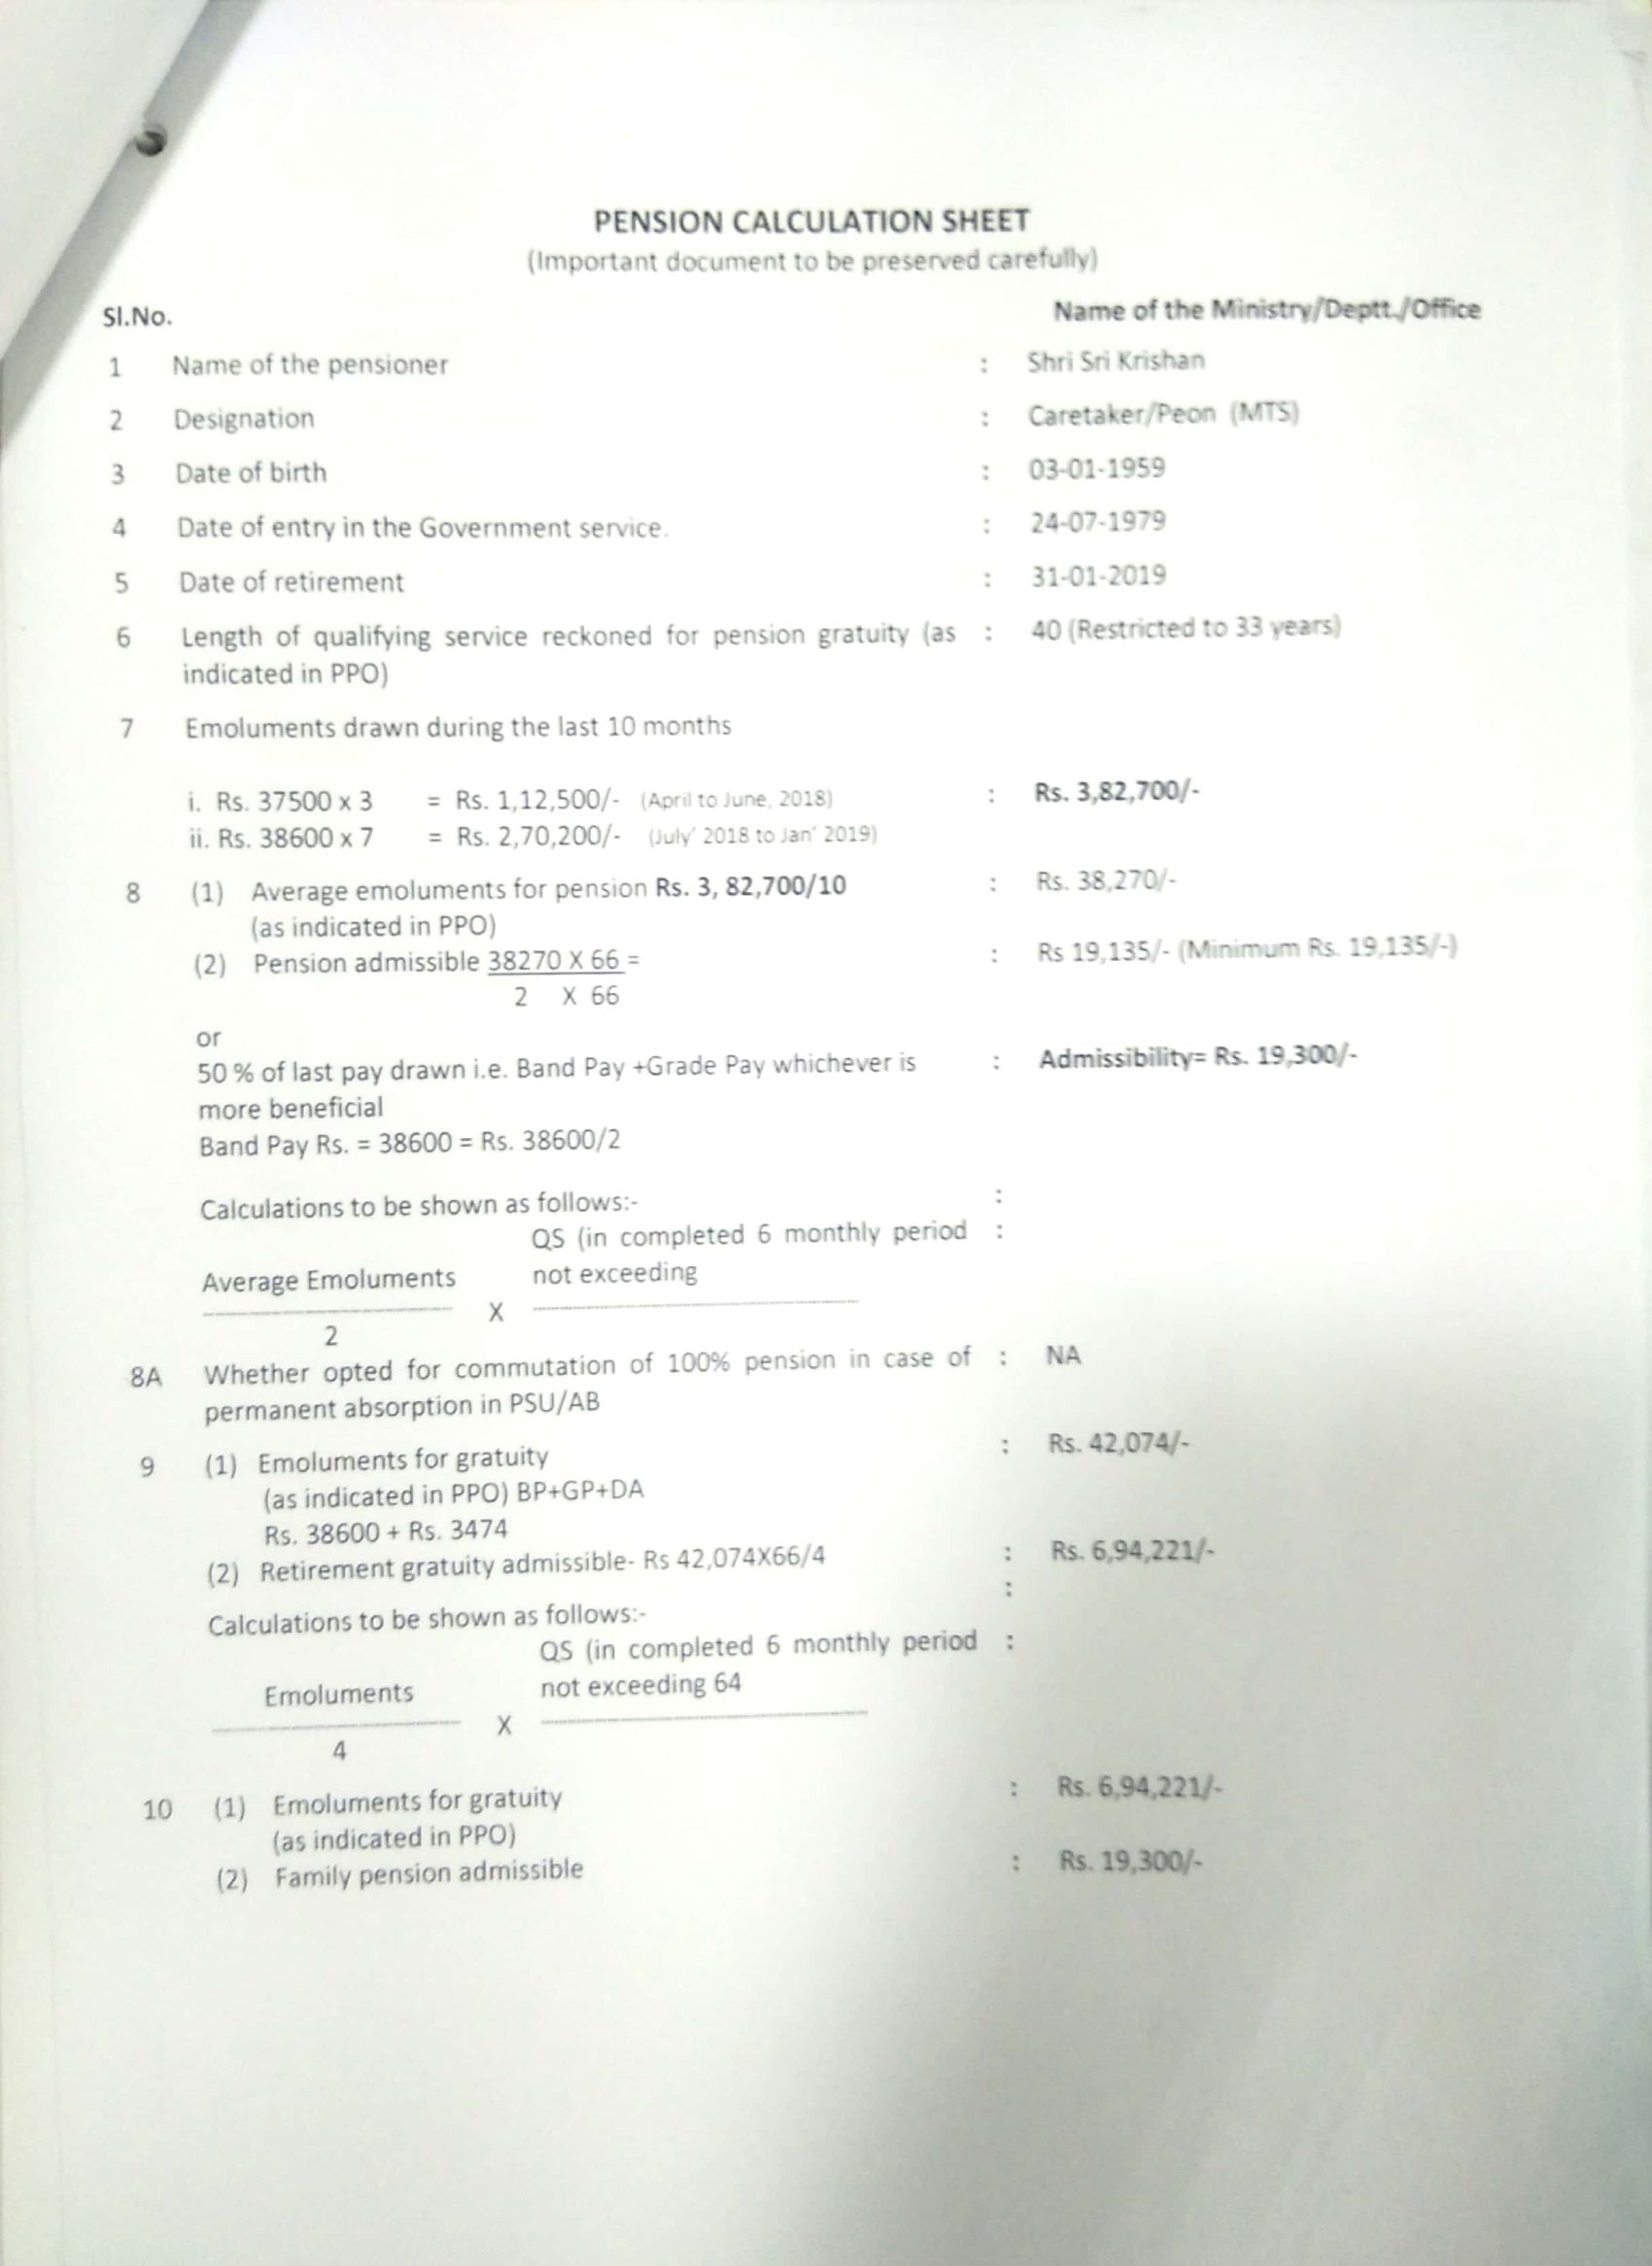 PENSION CALCULATION SHEET
(Important document to be preserved carefully)
Sl.No. Name of the Ministry/Deptt./Office
1 Name of the pensioner : Shri Sri Krishan
2 Designation : Caretaker/Peon (MTS)
3 Date of birth : 03-01-1959
4 Date of entry in the Government service. : 24-07-1979
5 Date of retirement : 31-01-2019
6 Length of qualifying service reckoned for pension gratuity (as : 40 (Restricted to 33 years)
indicated in PPO)
7 Emoluments drawn during the last 10 months
i. Rs. 37500 x 3 = Rs. 1,12,500/- (April to June, 2018) : Rs. 3,82,700/-
ii. Rs. 38600 x 7 = Rs. 2,70,200/- (July' 2018 to Jan' 2019)
8 (1) Average emoluments for pension Rs. 3, 82,700/10 : Rs. 38,270/-
(as indicated in PPO)
(2) Pension admissible 38270 X 66 = : Rs 19,135/- (Minimum Rs. 19,135/-)
2 X 66
or
50 % of last pay drawn i.e. Band Pay +Grade Pay whichever is : Admissibility= Rs. 19,300/-
more beneficial
Band Pay Rs. = 38600 = Rs. 38600/2
Calculations to be shown as follows:- :
QS (in completed 6 monthly period :
Average Emoluments not exceeding
X
2
8A Whether opted for commutation of 100% pension in case of : NA
permanent absorption in PSU/AB
9 (1) Emoluments for gratuity : Rs. 42,074/-
(as indicated in PPO) BP+GP+DA
Rs. 38600 + Rs. 3474
(2) Retirement gratuity admissible- Rs 42,074X66/4 : Rs. 6,94,221/-
:
Calculations to be shown as follows:-
QS (in completed 6 monthly period :
Emoluments not exceeding 64
X
4
10 (1) Emoluments for gratuity : Rs. 6,94,221/-
(as indicated in PPO)
(2) Family pension admissible : Rs. 19,300/-